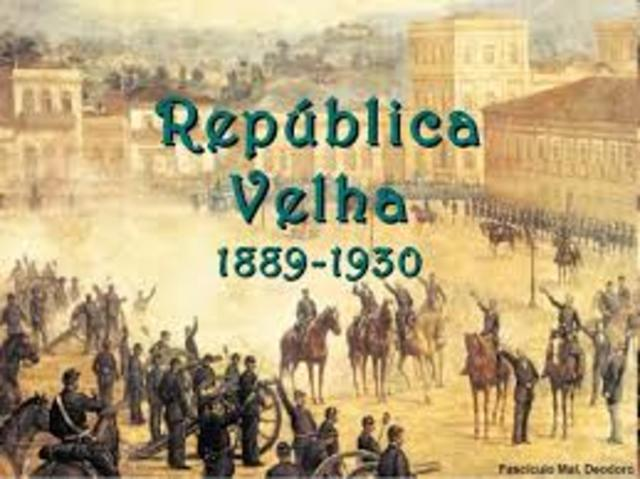 República
Velha
1889-1930
Fascículo Mal. Deodoro